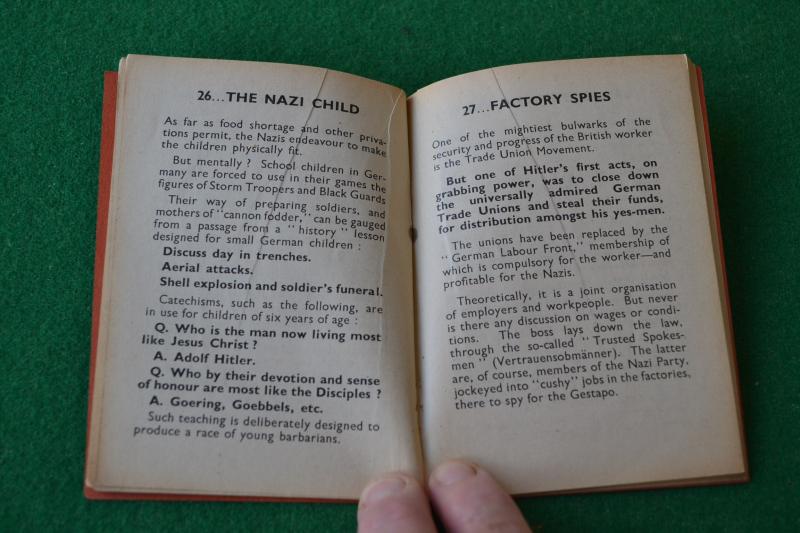 26...THE NAZI CHILD
As far as food shortage and other priva-
tions permit, the Nazis endeavour to make
the children physically fit.
But mentally ? School children in Ger-
many are forced to use in their games the
figures of Storm Troopers and Black Guards
Their way of preparing soldiers, and
mothers of "cannon fodder," can be gauged
from a passage from a "history" lesson
designed for small German children :
Discuss day in trenches.
Aerial attacks.
Shell explosion and soldier's funeral.
Catechisms, such as the following, are
in use for children of six years of age :
Q. Who is the man now living most
like Jesus Christ ?
A. Adolf Hitler.
Q. Who by their devotion and sense
of honour are most like the Disciples ?
A. Goering, Goebbels, etc.
Such teaching is deliberately designed to
produce a race of young barbarians.
27...FACTORY SPIES
One of the mightiest bulwarks of the
security and progress of the British worker
is the Trade Union Movement.
But one of Hitler's first acts, on
grabbing power, was to close down
the universally admired German
Trade Unions and steal their funds,
for distribution amongst his yes-men.
The unions have been replaced by the
"German Labour Front," membership of
which is compulsory for the worker—and
profitable for the Nazis.
Theoretically, it is a joint organisation
of employers and workpeople. But never
is there any discussion on wages or condi-
tions. The boss lays down the law,
through the so-called "Trusted Spokes-
men" (Vertrauensobmänner). The latter
are, of course, members of the Nazi Party,
jockeyed into "cushy" jobs in the factories,
there to spy for the Gestapo.